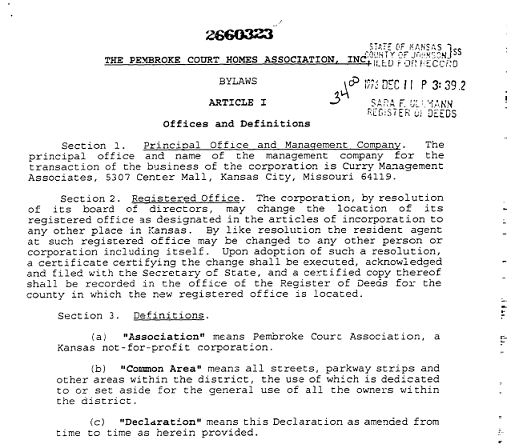 2660323
STATE OF KANSAS
COUNTY OF JOHNSON } SS
THE PEMBROKE COURT HOMES ASSOCIATION, INC.
FILED FOR RECORD
BYLAWS
34 00
DEC 11 P 3:39.2
ARTICLE I
SARA F. ULLMANN
REGISTER OF DEEDS
Offices and Definitions
Section 1. Principal Office and Management Company. The
principal office and name of the management company for the
transaction of the business of the corporation is Curry Management
Associates, 5307 Center Mall, Kansas City, Missouri 64119.
Section 2. Registered Office. The corporation, by resolution
of its board of directors, may change the location of its
registered office as designated in the articles of incorporation to
any other place in Kansas. By like resolution the resident agent
at such registered office may be changed to any other person or
corporation including itself. Upon adoption of such a resolution,
a certificate certifying the change shall be executed, acknowledged
and filed with the Secretary of State, and a certified copy thereof
shall be recorded in the office of the Register of Deeds for the
county in which the new registered office is located.
Section 3. Definitions.
(a) "Association" means Pembroke Court Association, a
Kansas not-for-profit corporation.
(b) "Common Area" means all streets, parkway strips and
other areas within the district, the use of which is dedicated
to or set aside for the general use of all the owners within
the district.
(c) "Declaration" means this Declaration as amended from
time to time as herein provided.